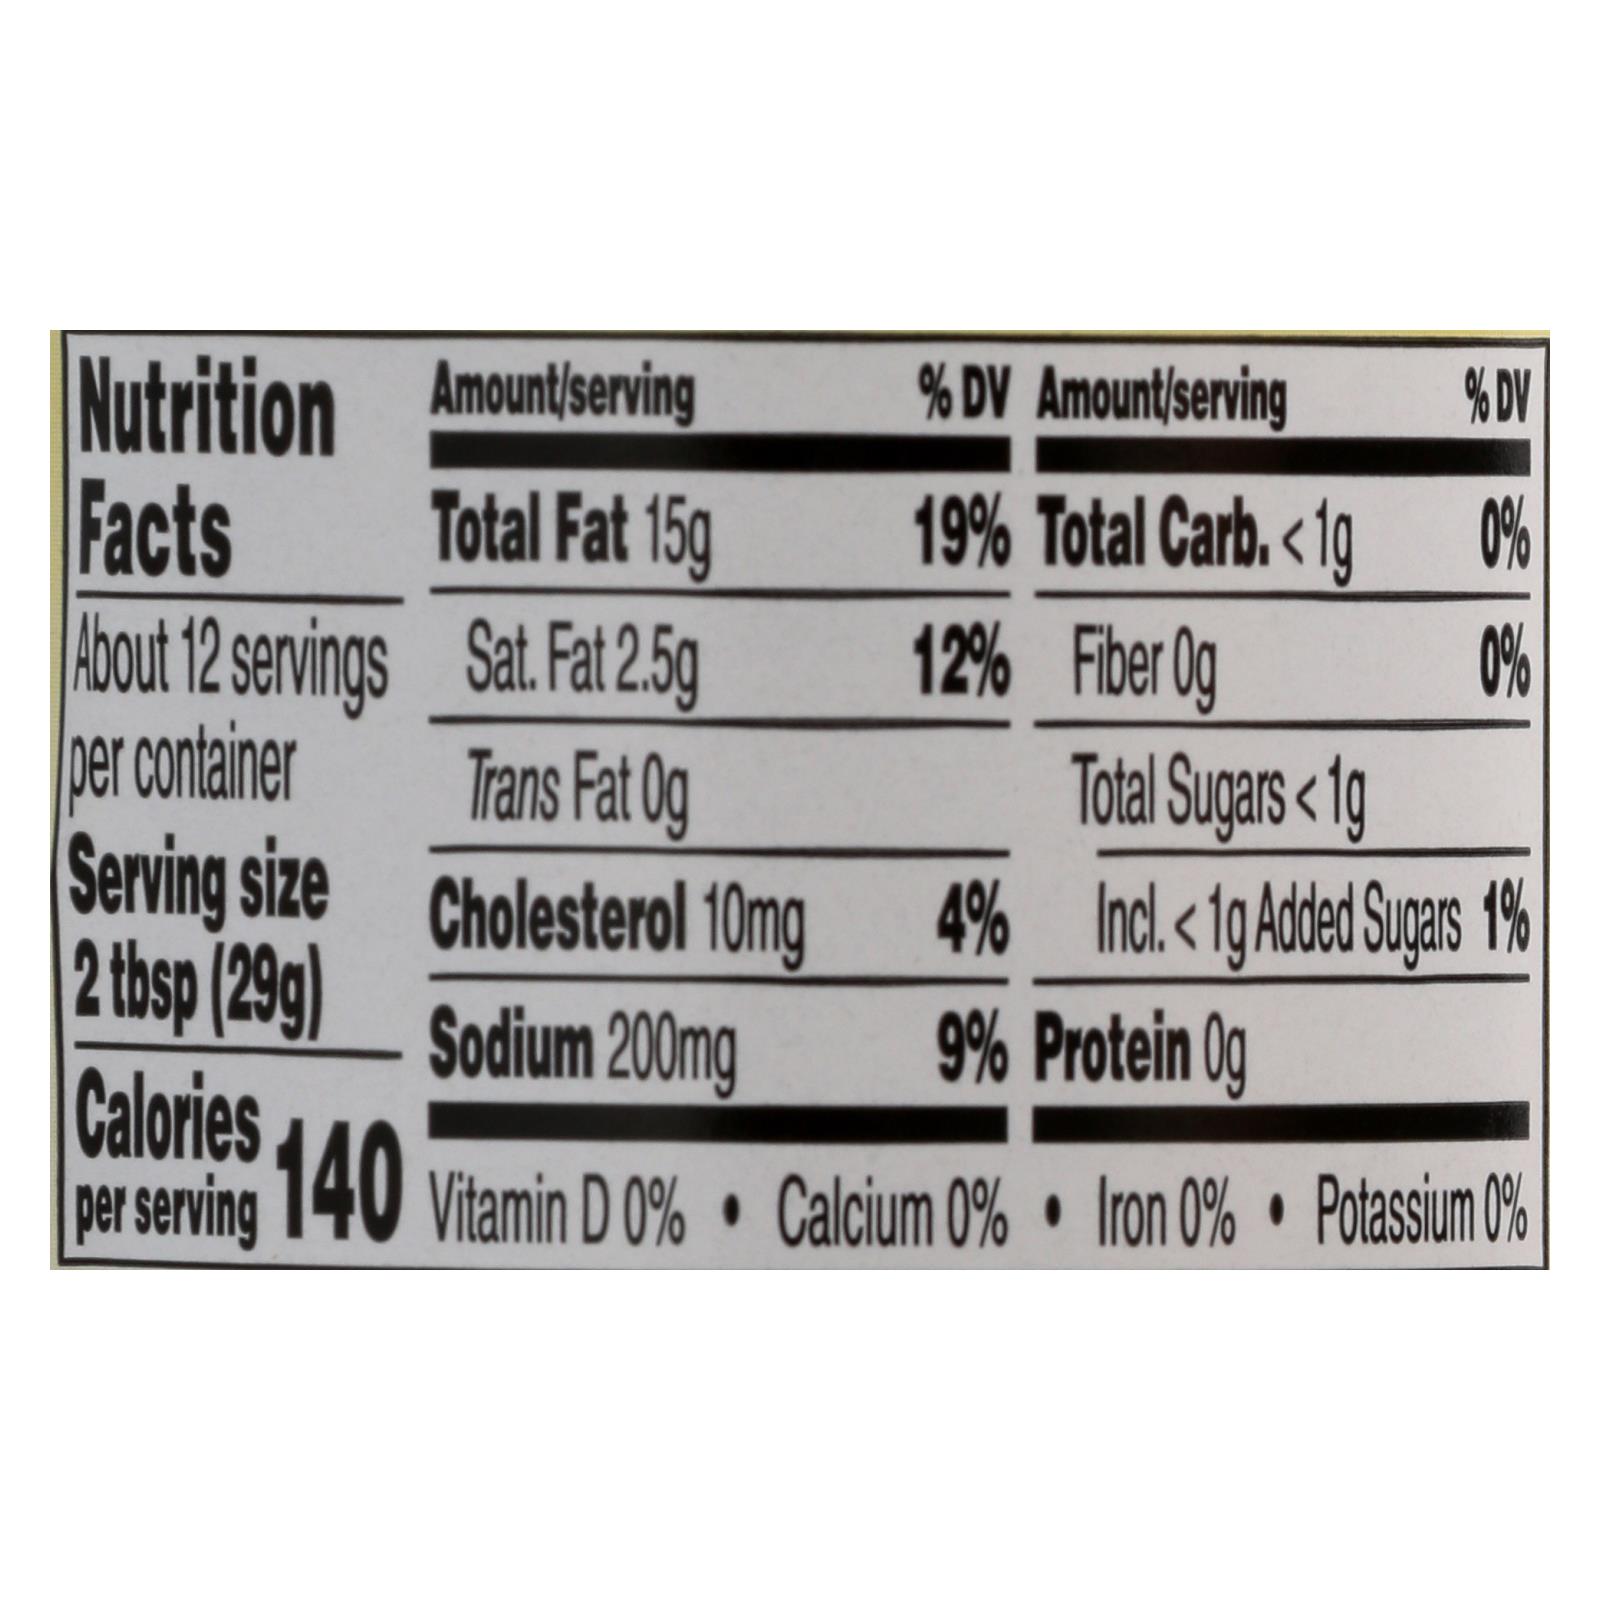 Nutrition
Facts
About 12 servings
per container
Serving size
2 tbsp (29g)
Calories
per serving 140
Amount/serving % DV
Total Fat 15g 19%
Sat. Fat 2.5g 12%
Trans Fat 0g
Cholesterol 10mg 4%
Sodium 200mg 9%
Amount/serving % DV
Total Carb. < 1g 0%
Fiber 0g 0%
Total Sugars < 1g
Incl. < 1g Added Sugars 1%
Protein 0g
Vitamin D 0% • Calcium 0% • Iron 0% • Potassium 0%